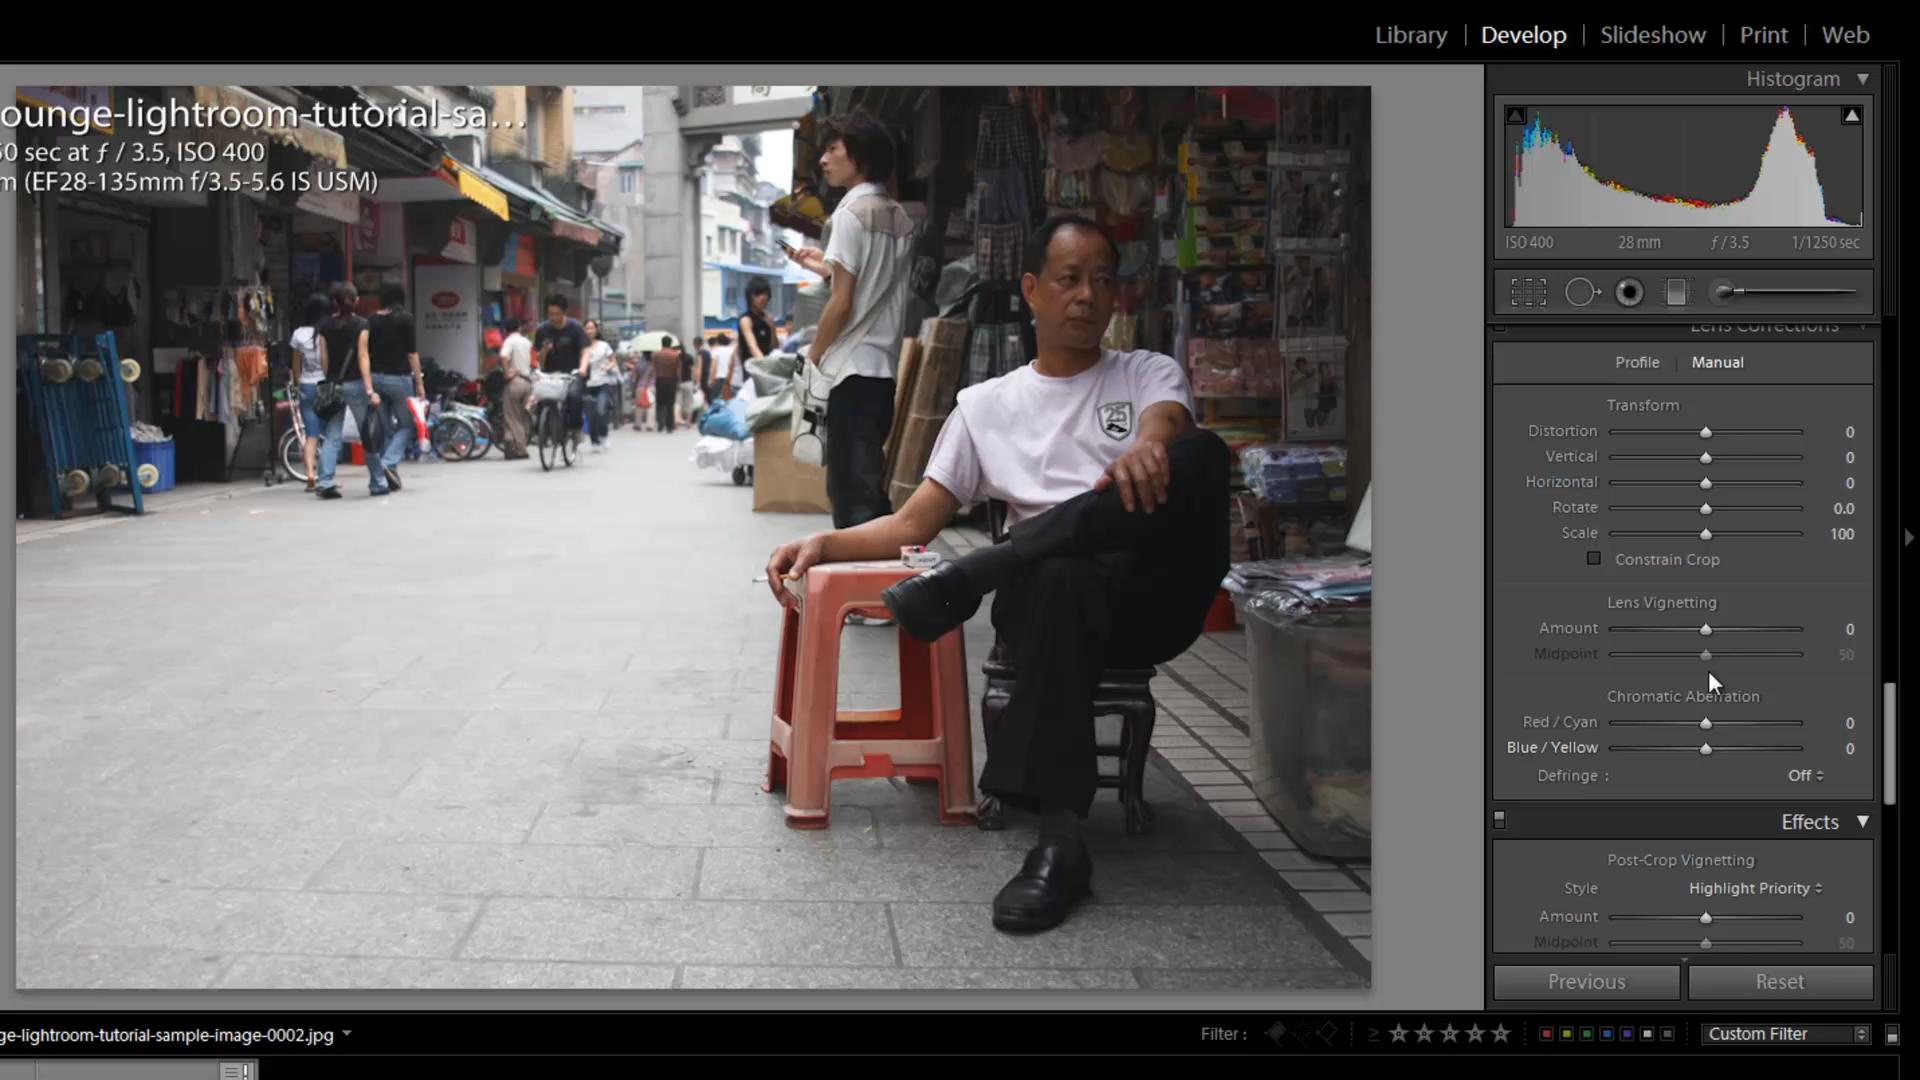 Library | Develop | Slideshow | Print | Web
Histogram
ounge-lightroom-tutorial-sa...
50 sec at ƒ / 3.5, ISO 400
m (EF28-135mm f/3.5-5.6 IS USM)
ISO 400 28 mm ƒ / 3.5 1/1250 sec
Lens Corrections
Profile | Manual
Transform
Distortion 0
Vertical 0
Horizontal 0
Rotate 0.0
Scale 100
Constrain Crop
Lens Vignetting
Amount 0
Midpoint 50
Chromatic Aberration
Red / Cyan 0
Blue / Yellow 0
Defringe : Off
Effects
Post-Crop Vignetting
Style Highlight Priority
Amount 0
Midpoint 50
Previous Reset
25
ge-lightroom-tutorial-sample-image-0002.jpg
Filter : ≥ Custom Filter